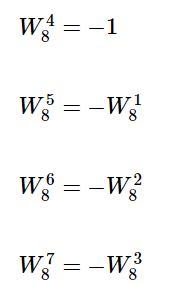 $W_8^4 = -1$
$W_8^5 = -W_8^1$
$W_8^6 = -W_8^2$
$W_8^7 = -W_8^3$